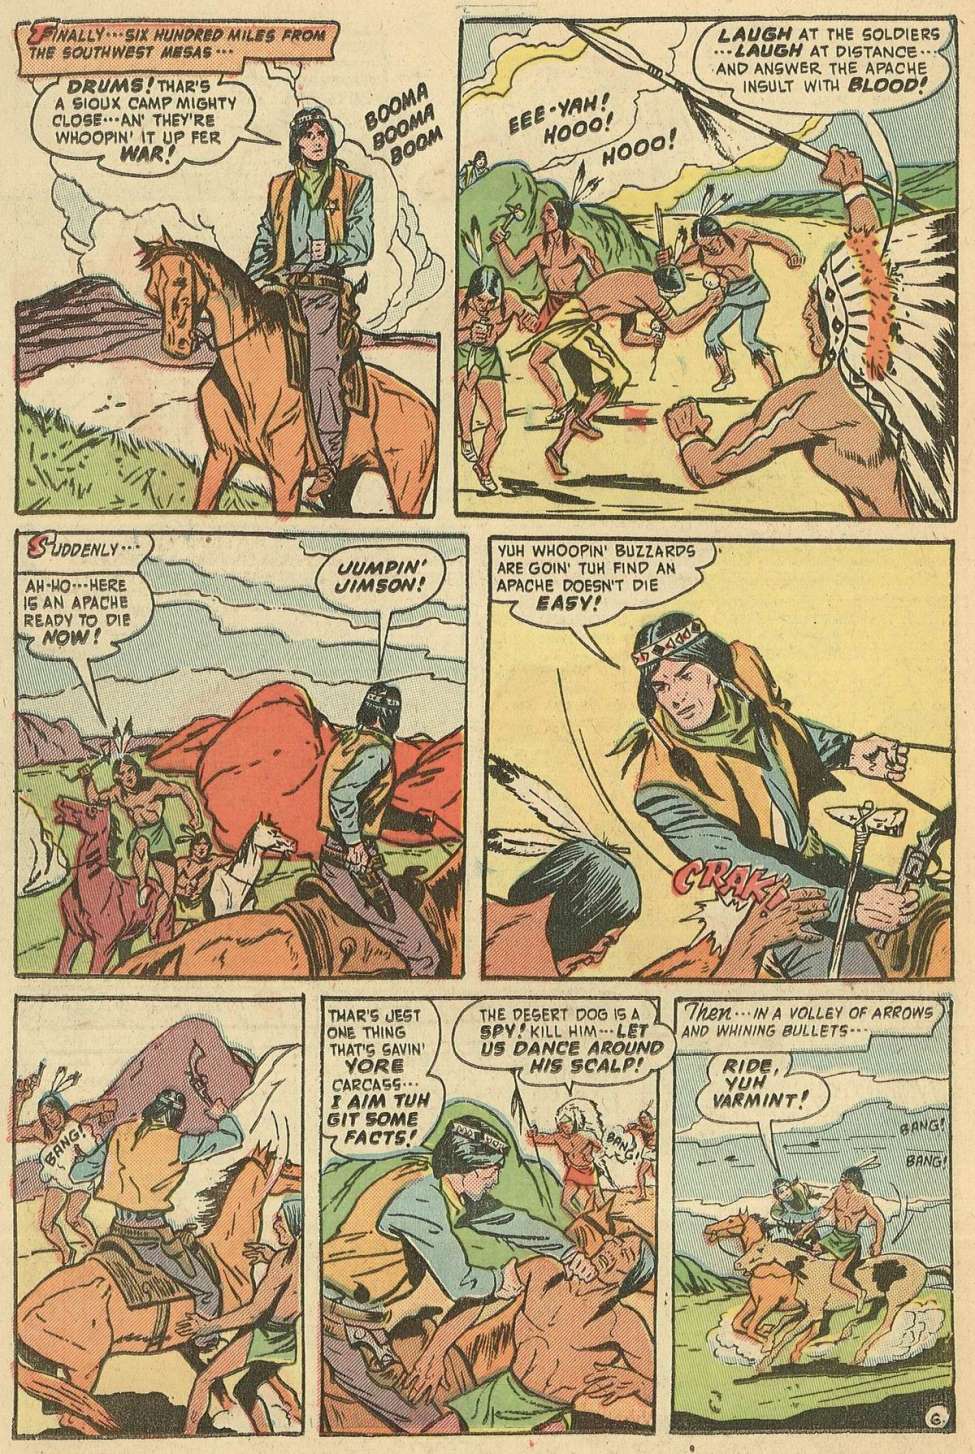 FINALLY... SIX HUNDRED MILES FROM
THE SOUTHWEST MESAS...
DRUMS! THAR'S
A SIOUX CAMP MIGHTY
CLOSE...AN' THEY'RE
WHOOPIN' IT UP FER
WAR!
BOOMA
BOOMA
BOOM
EEE-YAH!
HOOO!
HOOO!
LAUGH AT THE SOLDIERS
...LAUGH AT DISTANCE...
AND ANSWER THE APACHE
INSULT WITH BLOOD!
SUDDENLY...
AH-HO...HERE
IS AN APACHE
READY TO DIE
NOW!
JUMPIN'
JIMSON!
YUH WHOOPIN' BUZZARDS
ARE GOIN' TUH FIND AN
APACHE DOESN'T DIE
EASY!
CRAK!
BANG!
THAR'S JEST
ONE THING
THAT'S SAVIN'
YORE
CARCASS...
I AIM TUH
GIT SOME
FACTS!
THE DESERT DOG IS A
SPY! KILL HIM...LET
US DANCE AROUND
HIS SCALP!
BANG!
THEN...IN A VOLLEY OF ARROWS
AND WHINING BULLETS...
RIDE,
YUH
VARMINT!
BANG!
BANG!
6